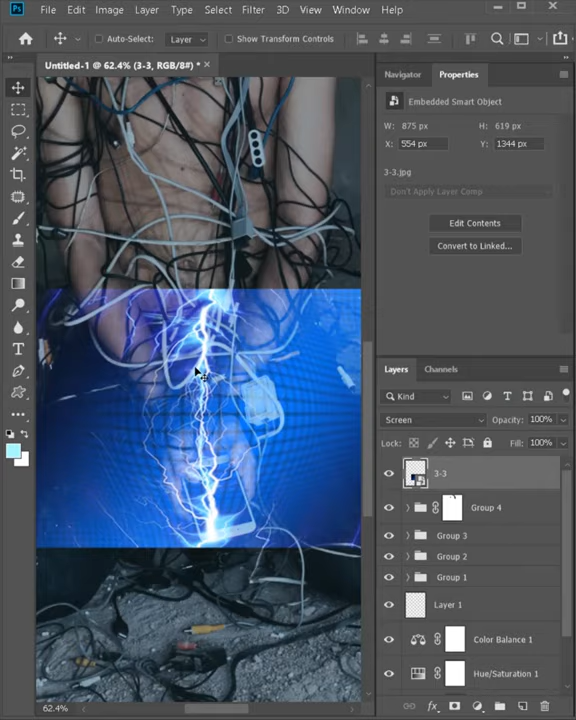 Ps File Edit Image Layer Type Select Filter 3D View Window Help
Auto-Select: Layer Show Transform Controls
Untitled-1 @ 62.4% (3-3, RGB/8#) *
Navigator Properties
Embedded Smart Object
W: 875 px H: 619 px
X: 554 px Y: 1344 px
3-3.jpg
Don't Apply Layer Comp
Edit Contents
Convert to Linked...
Layers Channels
Kind
Screen Opacity: 100%
Lock: Fill: 100%
3-3
Group 4
Group 3
Group 2
Group 1
Layer 1
Color Balance 1
Hue/Saturation 1
62.4%
fx